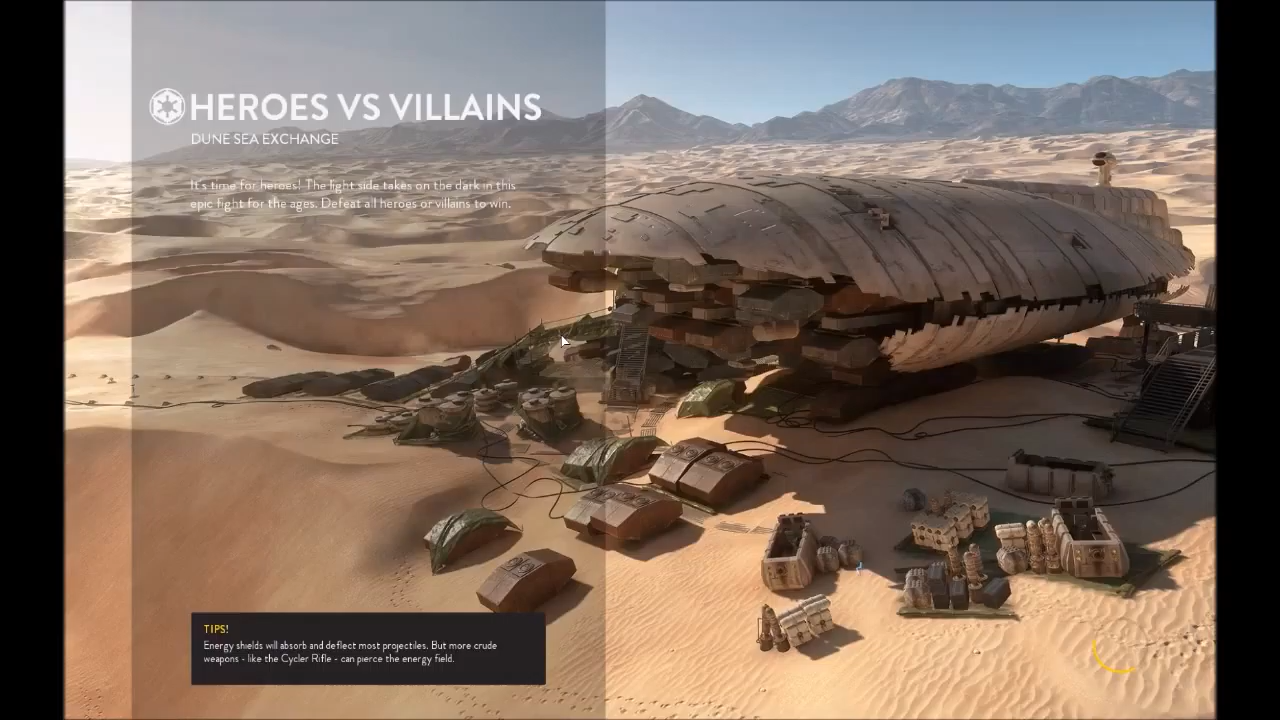 HEROES VS VILLAINS
DUNE SEA EXCHANGE
It's time for heroes! The light side takes on the dark in this
epic fight for the ages. Defeat all heroes or villains to win.
TIPS!
Energy shields will absorb and deflect most projectiles. But more crude
weapons - like the Cycler Rifle - can pierce the energy field.